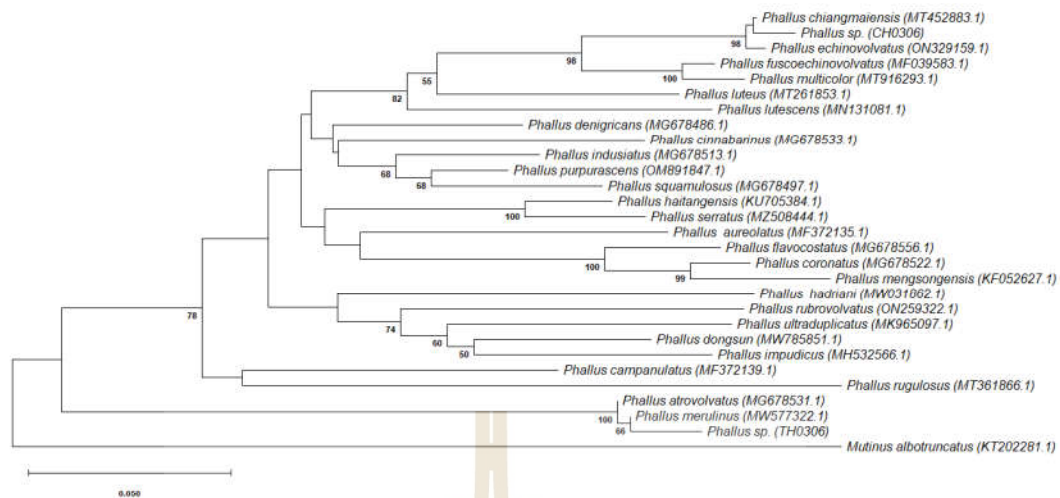 Phallus chiangmaiensis (MT452883.1)
Phallus sp. (CH0306)
98
Phallus echinovolvatus (ON329159.1)
98
Phallus fuscoechinovolvatus (MF039583.1)
100
Phallus multicolor (MT916293.1)
55
Phallus luteus (MT261853.1)
82
Phallus lutescens (MN131081.1)
Phallus denigricans (MG678486.1)
Phallus cinnabarinus (MG678533.1)
Phallus indusiatus (MG678513.1)
68
Phallus purpurascens (OM891847.1)
68
Phallus squamulosus (MG678497.1)
Phallus haitangensis (KU705384.1)
100
Phallus serratus (MZ508444.1)
Phallus aureolatus (MF372135.1)
Phallus flavocostatus (MG678556.1)
100
Phallus coronatus (MG678522.1)
99
Phallus mengsongensis (KF052627.1)
Phallus hadriani (MW031862.1)
78
Phallus rubrovolvatus (ON259322.1)
74
Phallus ultraduplicatus (MK965097.1)
60
Phallus dongsun (MW785851.1)
50
Phallus impudicus (MH532566.1)
Phallus campanulatus (MF372139.1)
Phallus rugulosus (MT361866.1)
Phallus atrovolvatus (MG678531.1)
100
Phallus merulinus (MW577322.1)
66
Phallus sp. (TH0306)
Mutinus albotruncatus (KT202281.1)
0.050